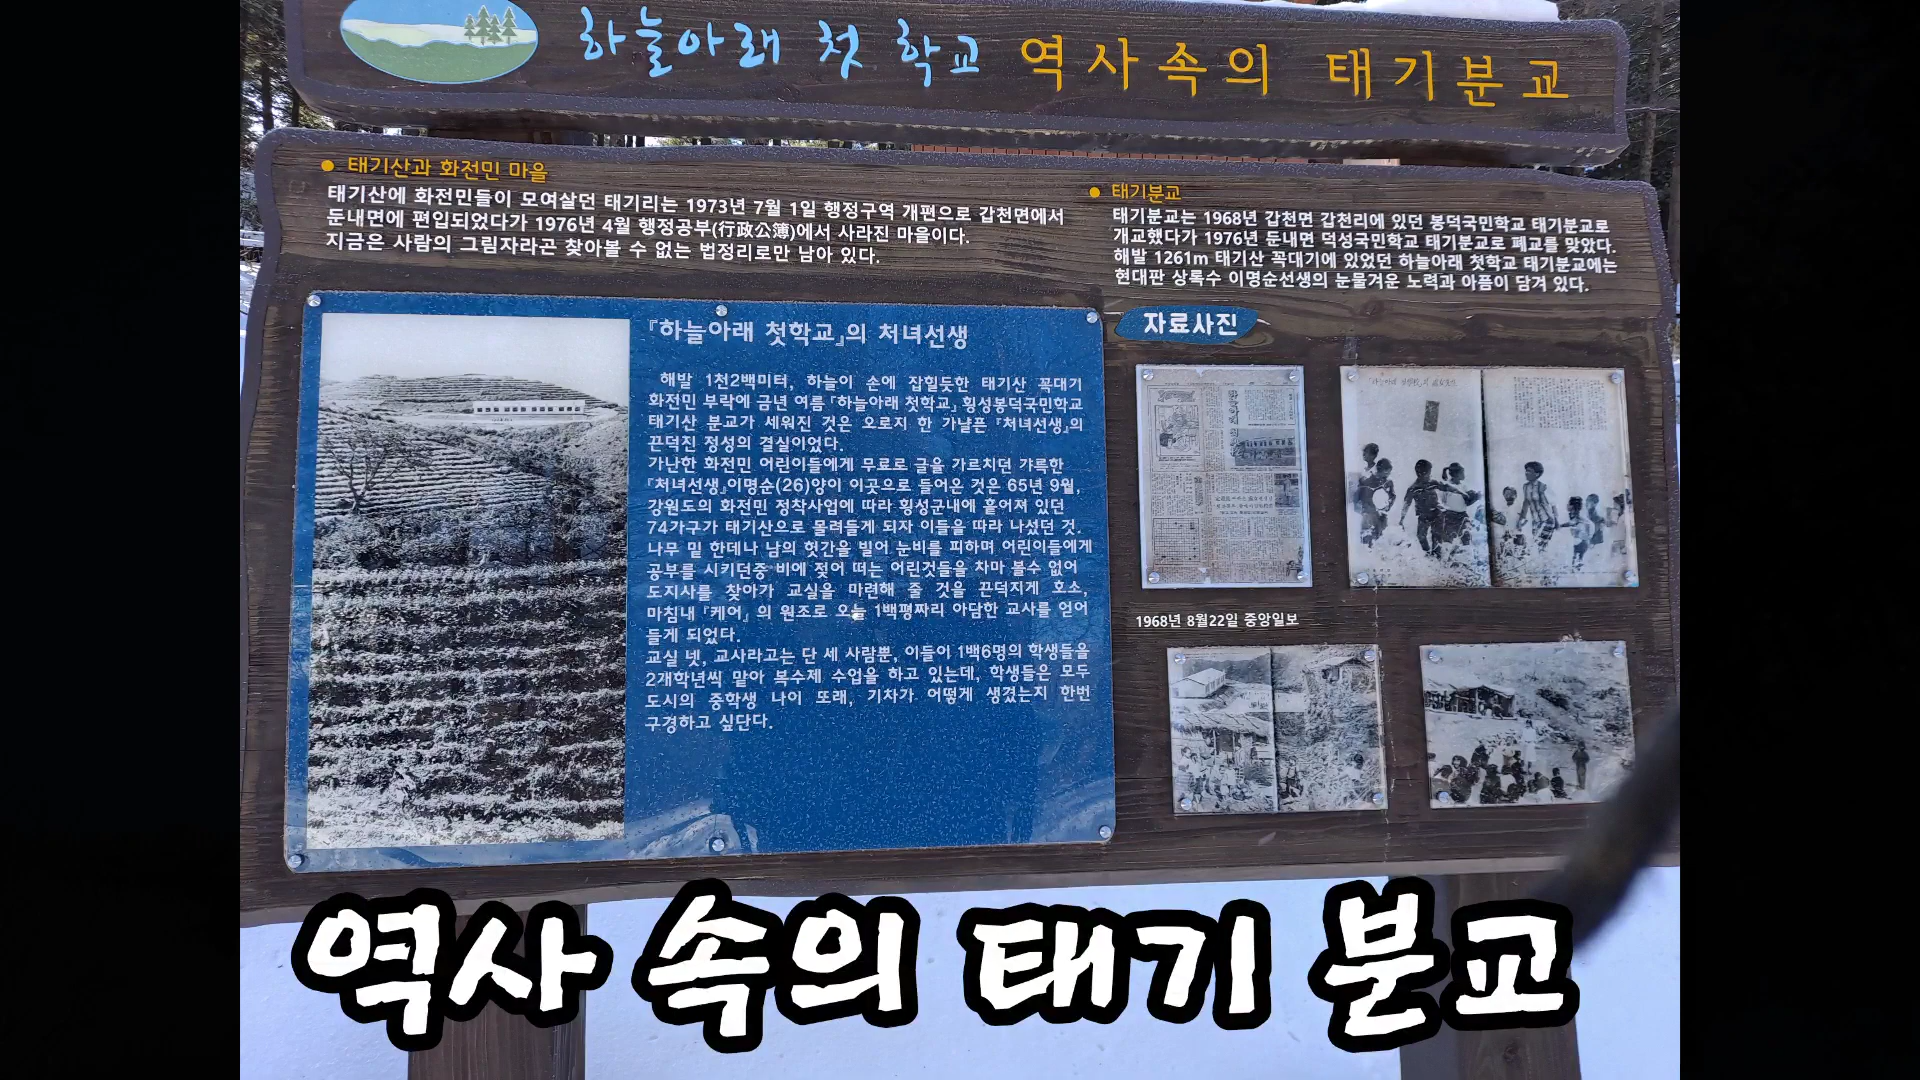 하늘아래 첫 학교 역사속의 태기분교
● 태기산과 화전민 마을
태기산에 화전민들이 모여살던 태기리는 1973년 7월 1일 행정구역 개편으로 갑천면에서
둔내면에 편입되었다가 1976년 4월 행정공부(行政公簿)에서 사라진 마을이다.
지금은 사람의 그림자라곤 찾아볼 수 없는 법정리로만 남아 있다.
● 태기분교
태기분교는 1968년 갑천면 갑천리에 있던 봉덕국민학교 태기분교로
개교했다가 1976년 둔내면 덕성국민학교 태기분교로 폐교를 맞았다.
해발 1261m 태기산 꼭대기에 있었던 하늘아래 첫학교 태기분교에는
현대판 상록수 이명순선생의 눈물겨운 노력과 아픔이 담겨 있다.
『하늘아래 첫학교』의 처녀선생
해발 1천2백미터, 하늘이 손에 잡힐듯한 태기산 꼭대기
화전민 부락에 금년 여름 『하늘아래 첫학교』 횡성봉덕국민학교
태기산 분교가 세워진 것은 오로지 한 가냘픈 『처녀선생』의
끈덕진 정성의 결실이었다.
가난한 화전민 어린이들에게 무료로 글을 가르치던 갸륵한
『처녀선생』이명순(26)양이 이곳으로 들어온 것은 65년 9월,
강원도의 화전민 정착사업에 따라 횡성군내에 흩어져 있던
74가구가 태기산으로 몰려들게 되자 이들을 따라 나섰던 것.
나무 밑 한데나 남의 헛간을 빌어 눈비를 피하며 어린이들에게
공부를 시키던중 비에 젖어 떠는 어린것들을 차마 볼수 없어
도지사를 찾아가 교실을 마련해 줄 것을 끈덕지게 호소,
마침내 『케어』 의 원조로 오늘 1백평짜리 아담한 교사를 얻어
들게 되었다.
교실 넷, 교사라고는 단 세 사람뿐, 이들이 1백6명의 학생들을
2개학년씩 맡아 복수제 수업을 하고 있는데, 학생들은 모두
도시의 중학생 나이 또래, 기차가 어떻게 생겼는지 한번
구경하고 싶단다.
자료사진
1968년 8월22일 중앙일보
역사 속의 태기 분교